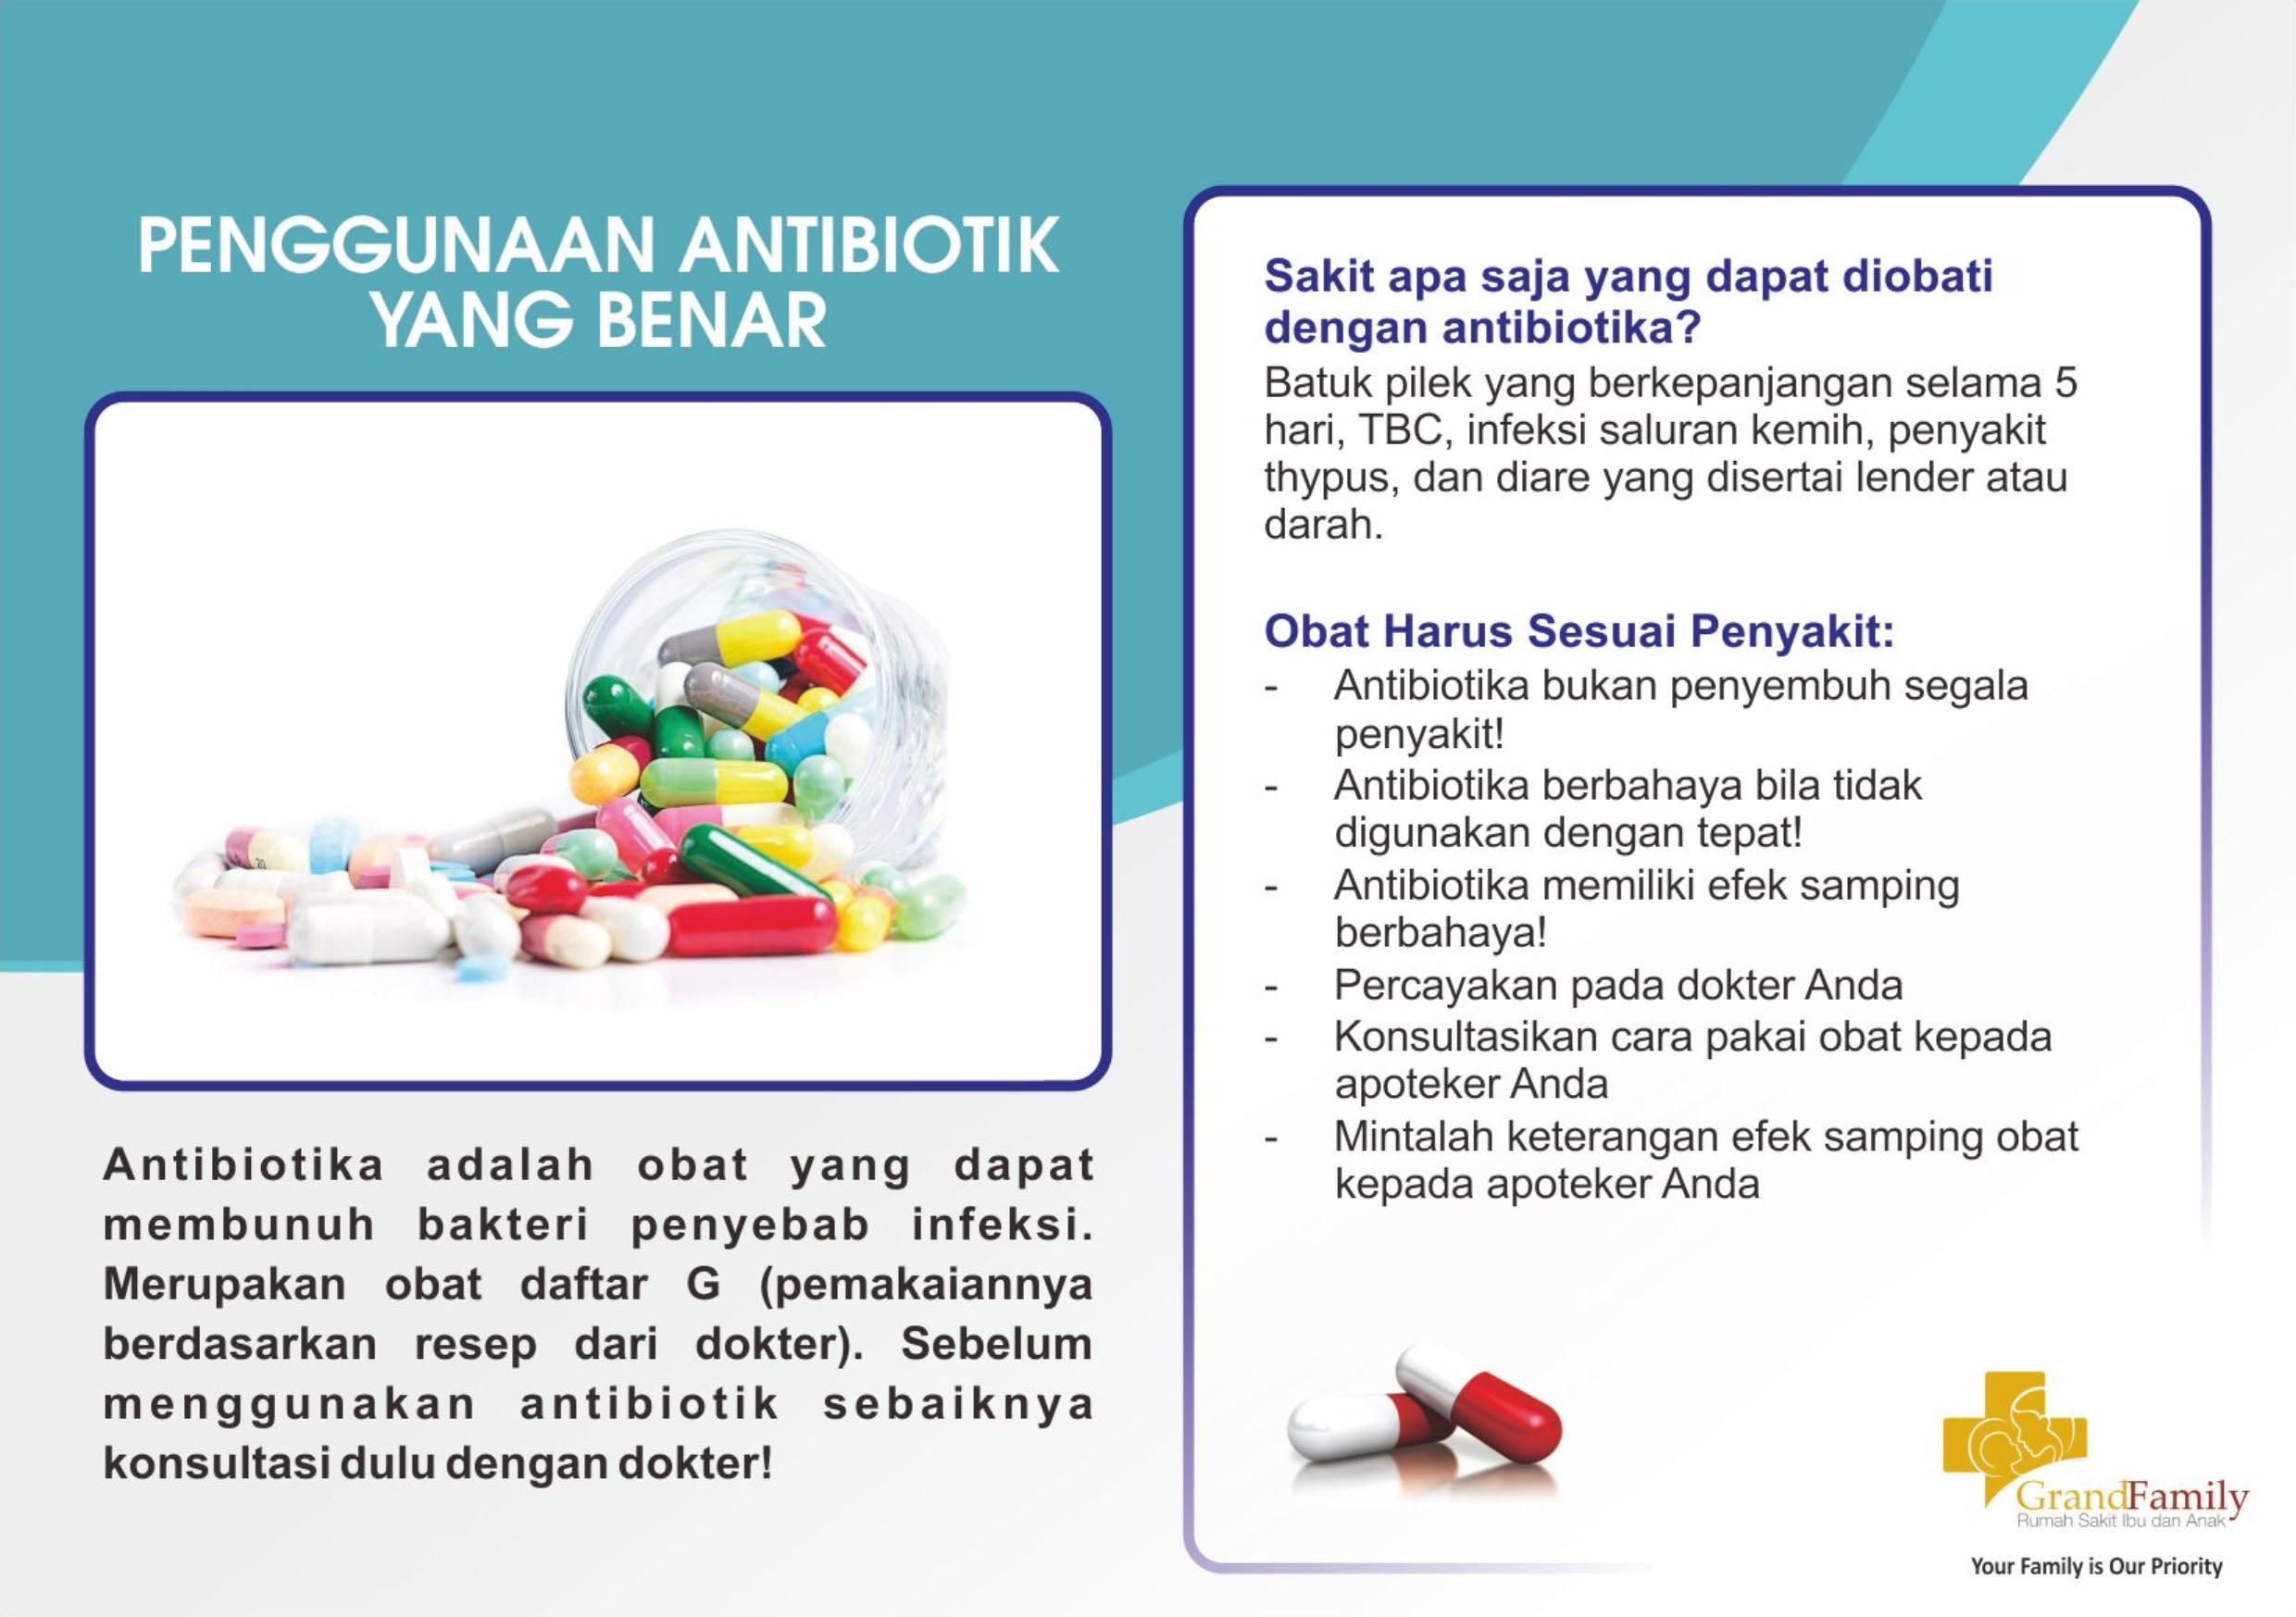 PENGGUNAAN ANTIBIOTIK
YANG BENAR
Antibiotika adalah obat yang dapat
membunuh bakteri penyebab infeksi.
Merupakan obat daftar G (pemakaiannya
berdasarkan resep dari dokter). Sebelum
menggunakan antibiotik sebaiknya
konsultasi dulu dengan dokter!
Sakit apa saja yang dapat diobati
dengan antibiotika?
Batuk pilek yang berkepanjangan selama 5
hari, TBC, infeksi saluran kemih, penyakit
thypus, dan diare yang disertai lender atau
darah.
Obat Harus Sesuai Penyakit:
- Antibiotika bukan penyembuh segala
penyakit!
- Antibiotika berbahaya bila tidak
digunakan dengan tepat!
- Antibiotika memiliki efek samping
berbahaya!
- Percayakan pada dokter Anda
- Konsultasikan cara pakai obat kepada
apoteker Anda
- Mintalah keterangan efek samping obat
kepada apoteker Anda
GrandFamily
Rumah Sakit Ibu dan Anak
Your Family is Our Priority